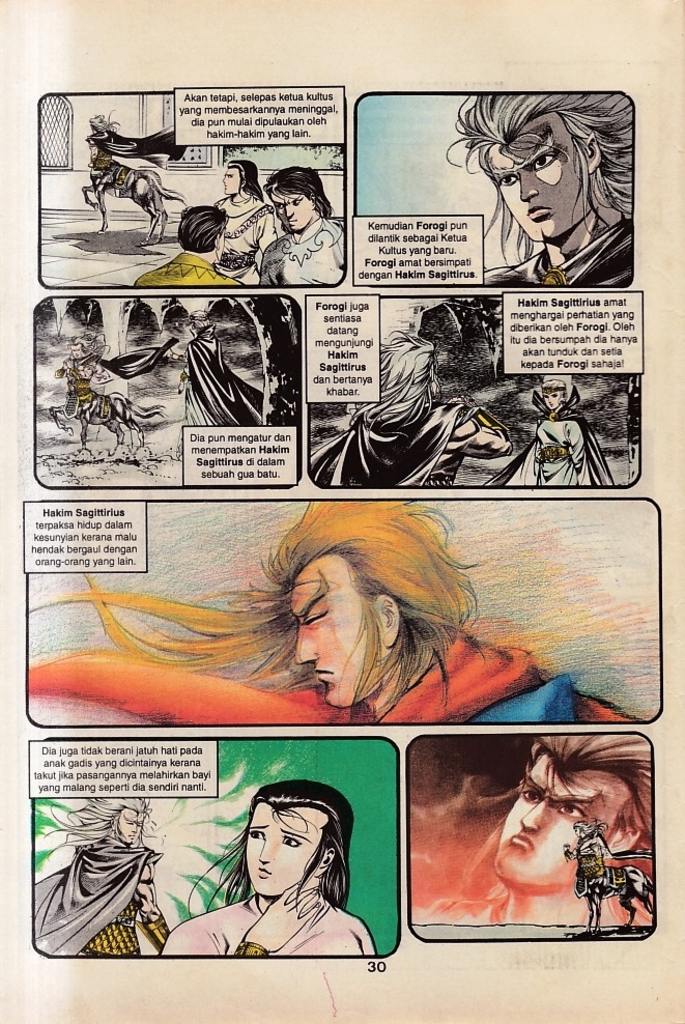 Akan tetapi, selepas ketua kultus
yang membesarkannya meninggal,
dia pun mulai dipulaukan oleh
hakim-hakim yang lain.
Kemudian Forogi pun
dilantik sebagai Ketua
Kultus yang baru.
Forogi amat bersimpati
dengan Hakim Sagittirus.
Dia pun mengatur dan
menempatkan Hakim
Sagittirus di dalam
sebuah gua batu.
Forogi juga
sentiasa
datang
mengunjungi
Hakim
Sagittirus
dan bertanya
khabar.
Hakim Sagittirius amat
menghargai perhatian yang
diberikan oleh Forogi. Oleh
itu dia bersumpah dia hanya
akan tunduk dan setia
kepada Forogi sahaja!
Hakim Sagittirius
terpaksa hidup dalam
kesunyian kerana malu
hendak bergaul dengan
orang-orang yang lain.
Dia juga tidak berani jatuh hati pada
anak gadis yang dicintainya kerana
takut jika pasangannya melahirkan bayi
yang malang seperti dia sendiri nanti.
30